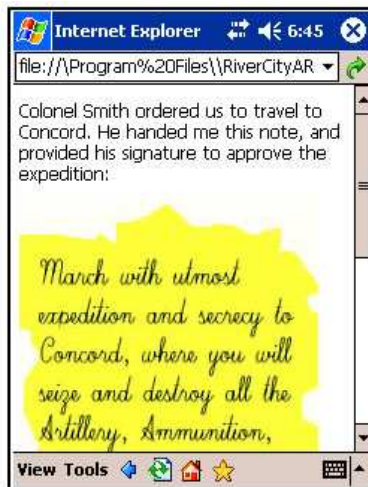 Internet Explorer 6:45
file://\Program%20Files\\RiverCityAR
Colonel Smith ordered us to travel to
Concord. He handed me this note, and
provided his signature to approve the
expedition:
March with utmost
expedition and secrecy to
Concord, where you will
seize and destroy all the
Artillery, Ammunition,
View Tools